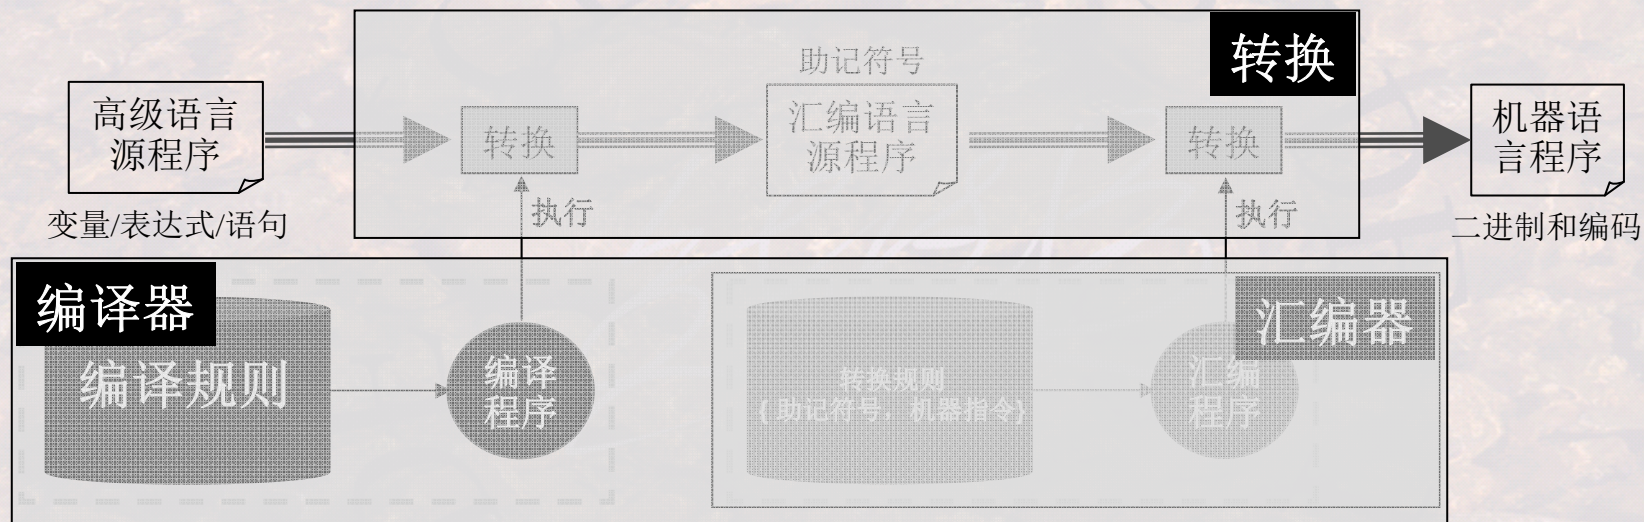 转换
助记符号
高级语言
源程序
转换
汇编语言
源程序
转换
机器语
言程序
变量/表达式/语句
执行
执行
二进制和编码
编译器
汇编器
编译规则
编译
程序
转换规则
(助记符号，机器指令)
汇编
程序